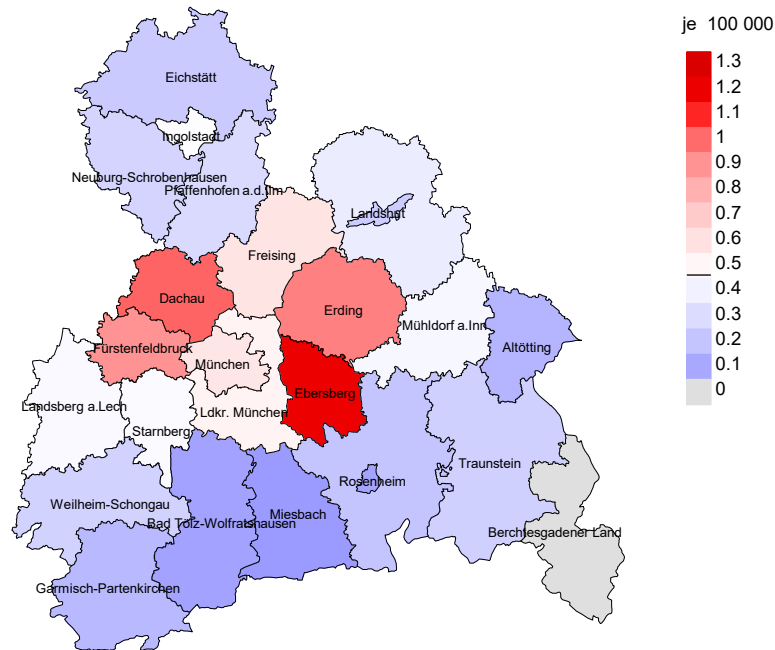 je 100 000
1.3
1.2
1.1
1
0.9
0.8
0.7
0.6
0.5
0.4
0.3
0.2
0.1
0
Eichstätt
Ingolstadt
Neuburg-Schrobenhausen
Pfaffenhofen a.d.Ilm
Landshut
Freising
Dachau
Erding
Mühldorf a.Inn
Altötting
Fürstenfeldbruck
München
Ebersberg
Landsberg a.Lech
Ldkr. München
Starnberg
Traunstein
Rosenheim
Weilheim-Schongau
Miesbach
Bad Tölz-Wolfratshausen
Berchtesgadener Land
Garmisch-Partenkirchen